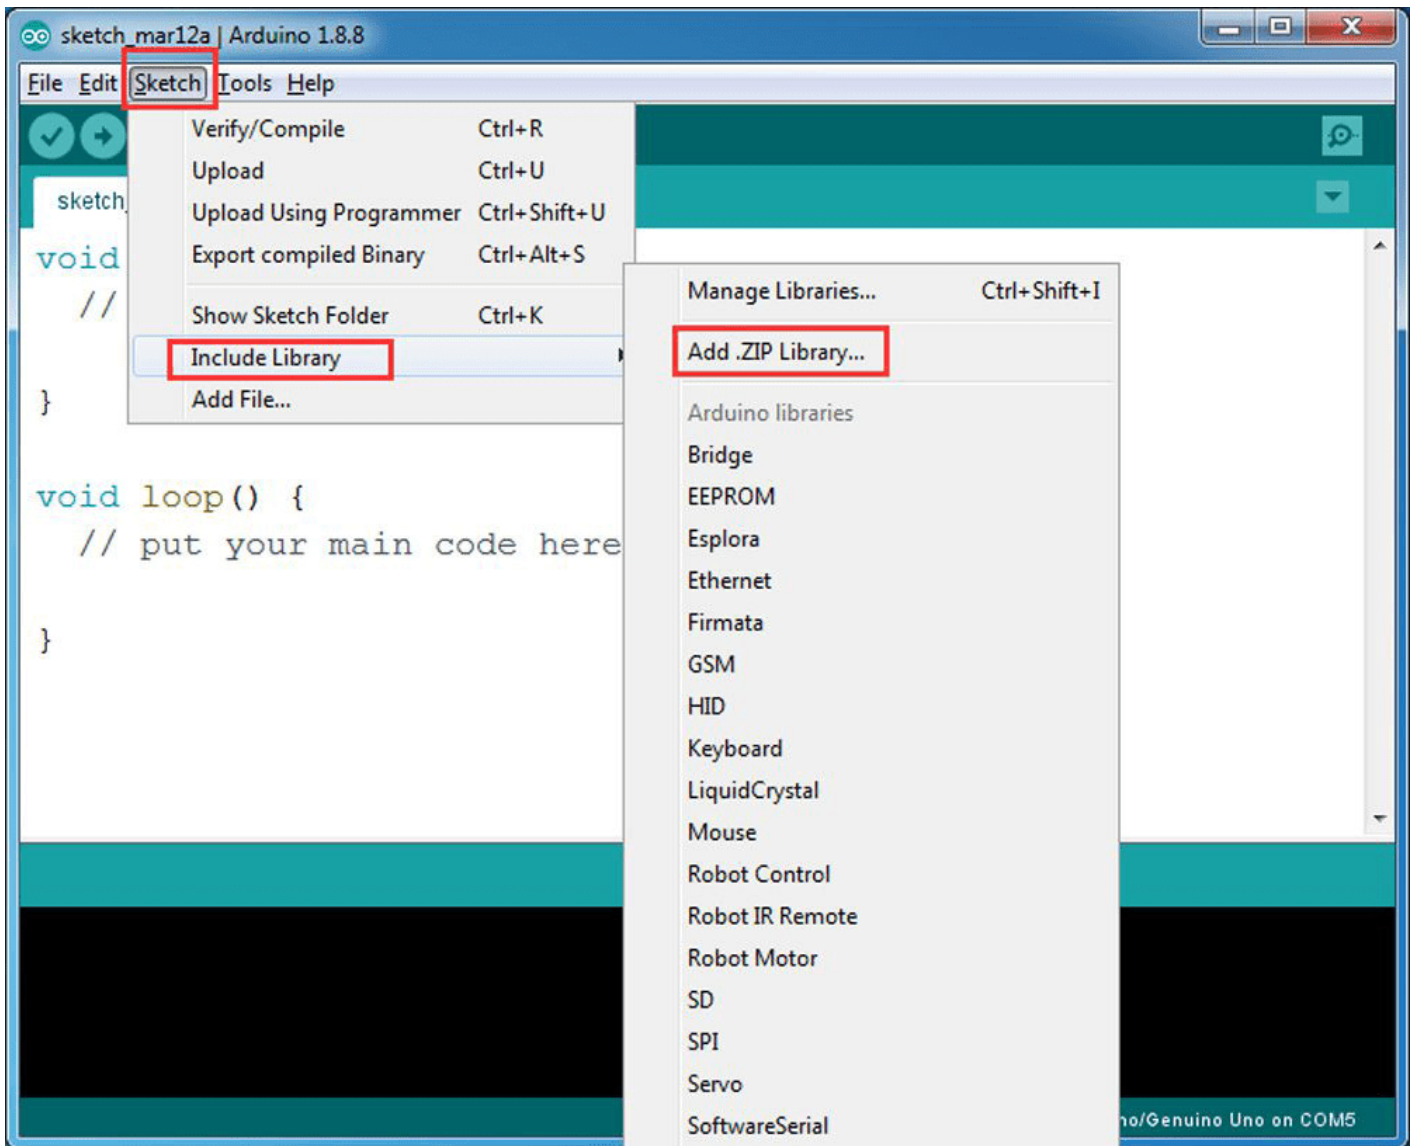 sketch_mar12a | Arduino 1.8.8
File Edit Sketch Tools Help
Verify/Compile Ctrl+R
Upload Ctrl+U
Upload Using Programmer Ctrl+Shift+U
Export compiled Binary Ctrl+Alt+S
Show Sketch Folder Ctrl+K
Include Library
Add File...
Manage Libraries... Ctrl+Shift+I
Add .ZIP Library...
Arduino libraries
Bridge
EEPROM
Esplora
Ethernet
Firmata
GSM
HID
Keyboard
LiquidCrystal
Mouse
Robot Control
Robot IR Remote
Robot Motor
SD
SPI
Servo
SoftwareSerial
sketch_
void
//
}
void loop() {
// put your main code here
}
no/Genuino Uno on COM5